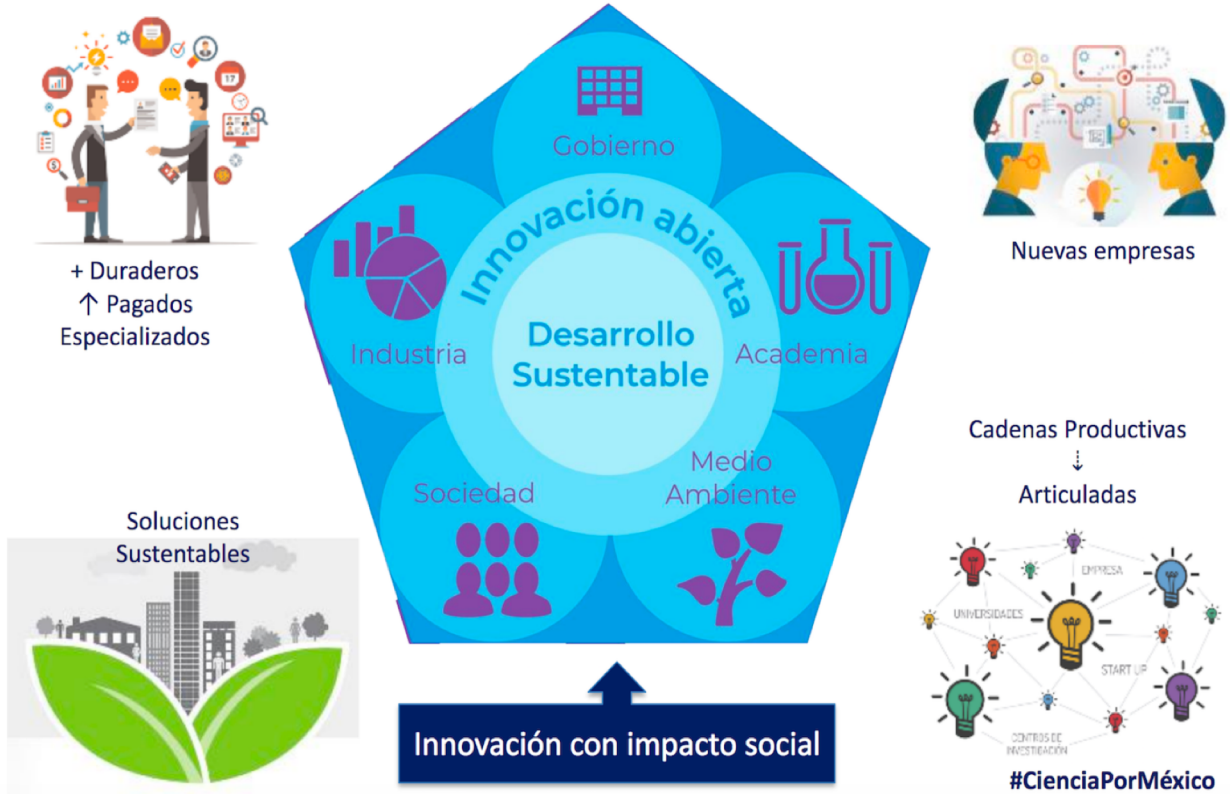 17
+ Duraderos
↑ Pagados
Especializados
Gobierno
Innovación abierta
Industria
Academia
Desarrollo
Sustentable
Sociedad
Medio
Ambiente
Nuevas empresas
Cadenas Productivas
⇣
Articuladas
Soluciones
Sustentables
EMPRESA
UNIVERSIDADES
START UP
CENTROS DE
INVESTIGACIÓN
Innovación con impacto social
#CienciaPorMéxico